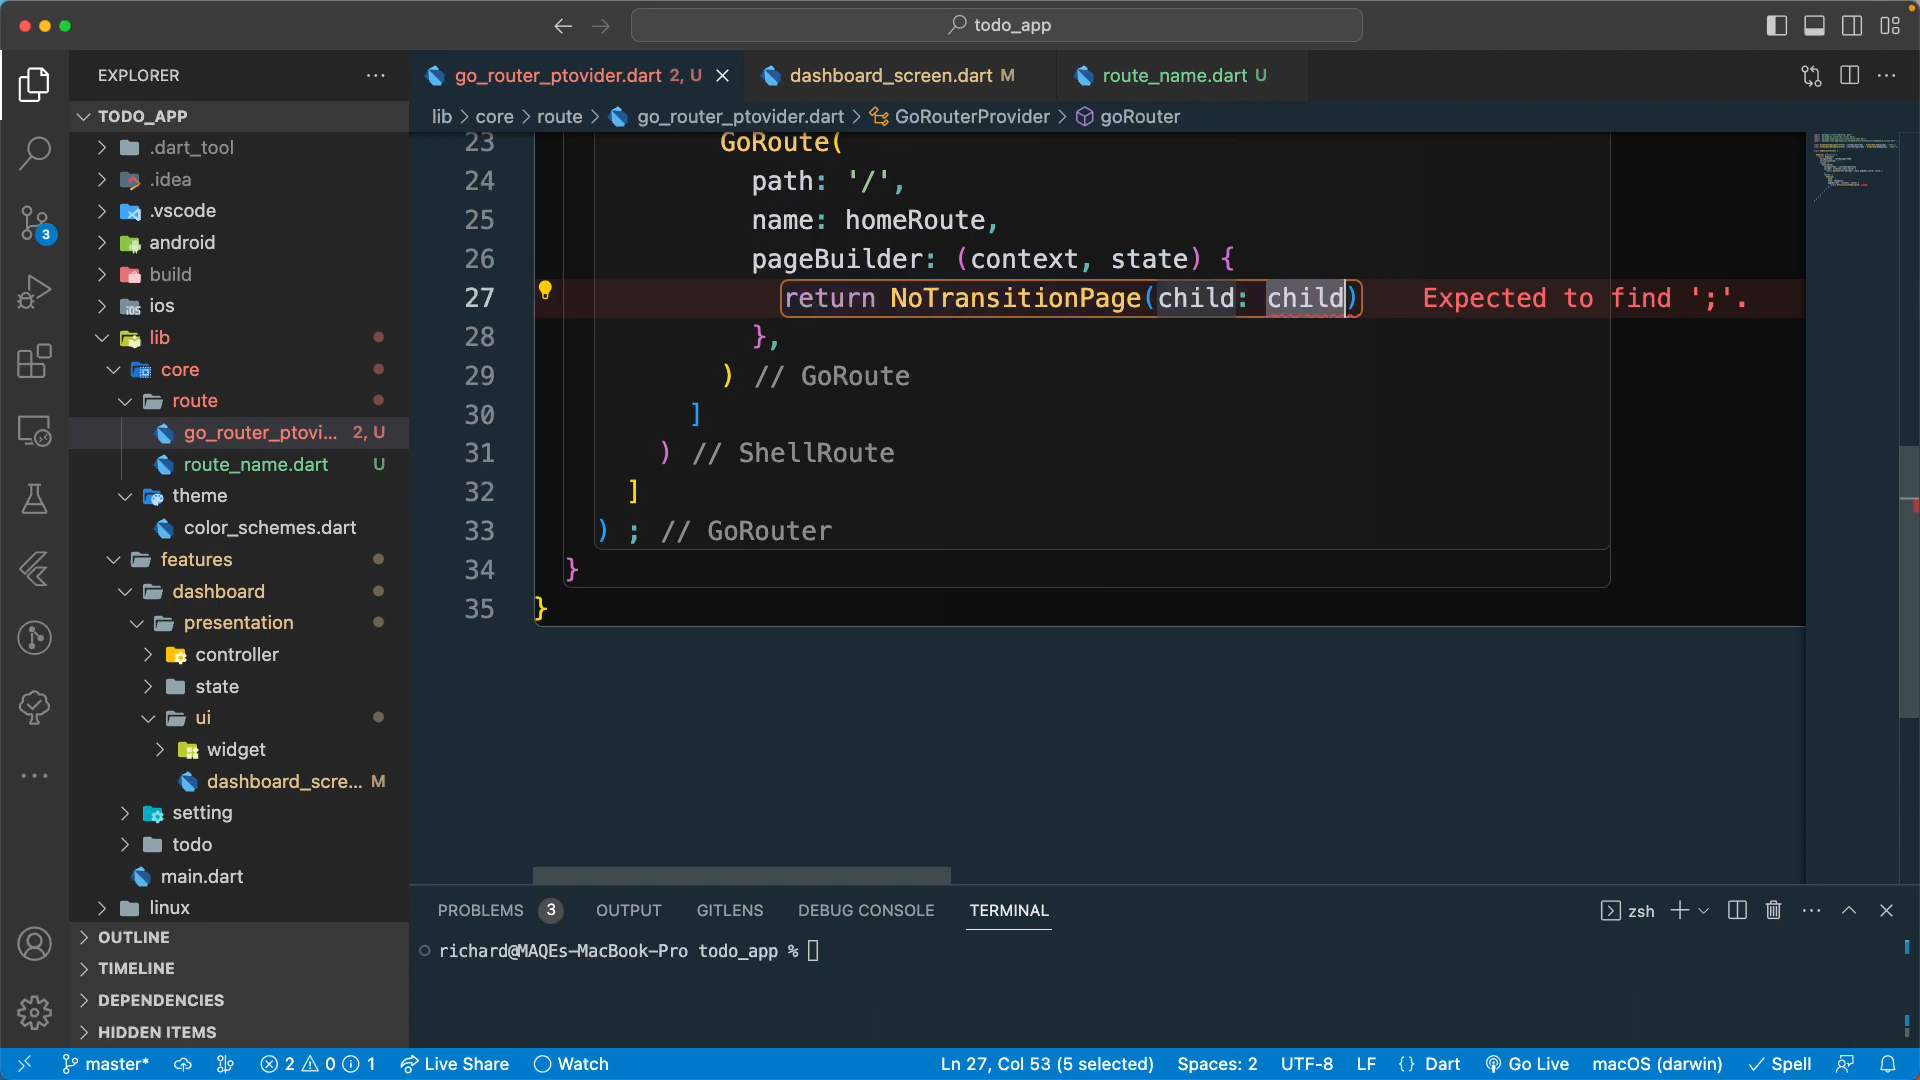 todo_app
EXPLORER
TODO_APP
.dart_tool
.idea
.vscode
android
build
ios
lib
core
route
go_router_ptovi... 2, U
route_name.dart U
theme
color_schemes.dart
features
dashboard
presentation
controller
state
ui
widget
dashboard_scre... M
setting
todo
main.dart
linux
OUTLINE
TIMELINE
DEPENDENCIES
HIDDEN ITEMS
3
go_router_ptovider.dart 2, U
dashboard_screen.dart M
route_name.dart U
lib > core > route > go_router_ptovider.dart > GoRouterProvider > goRouter
23 GoRoute(
24 path: '/',
25 name: homeRoute,
26 pageBuilder: (context, state) {
27 return NoTransitionPage(child: child) Expected to find ';'.
28 },
29 ) // GoRoute
30 ]
31 ) // ShellRoute
32 ]
33 ) ; // GoRouter
34 }
35 }
PROBLEMS 3 OUTPUT GITLENS DEBUG CONSOLE TERMINAL
zsh
richard@MAQEs-MacBook-Pro todo_app %
master* 2 0 1 Live Share Watch
Ln 27, Col 53 (5 selected) Spaces: 2 UTF-8 LF {} Dart Go Live macOS (darwin) Spell